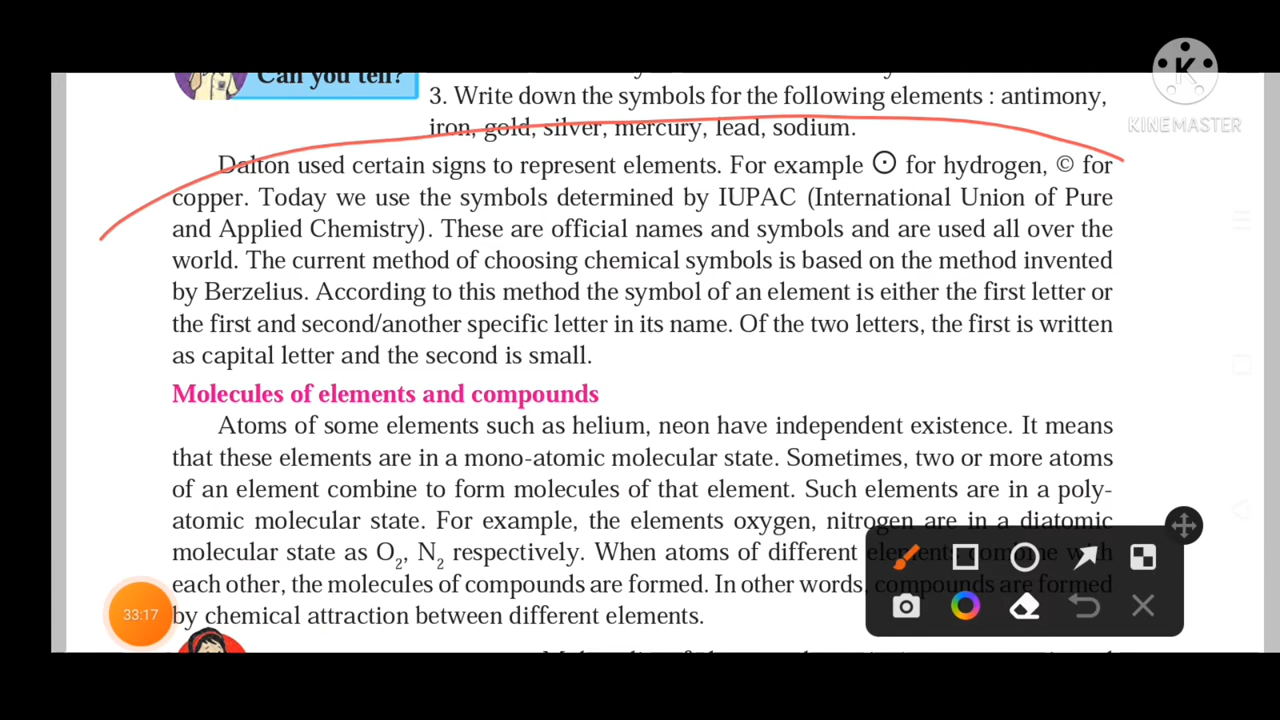 Can you tell?
3. Write down the symbols for the following elements : antimony,
iron, gold, silver, mercury, lead, sodium.
Dalton used certain signs to represent elements. For example ⊙ for hydrogen, © for
copper. Today we use the symbols determined by IUPAC (International Union of Pure
and Applied Chemistry). These are official names and symbols and are used all over the
world. The current method of choosing chemical symbols is based on the method invented
by Berzelius. According to this method the symbol of an element is either the first letter or
the first and second/another specific letter in its name. Of the two letters, the first is written
as capital letter and the second is small.
Molecules of elements and compounds
Atoms of some elements such as helium, neon have independent existence. It means
that these elements are in a mono-atomic molecular state. Sometimes, two or more atoms
of an element combine to form molecules of that element. Such elements are in a poly-
atomic molecular state. For example, the elements oxygen, nitrogen are in a diatomic
molecular state as O₂, N₂ respectively. When atoms of different elements combine with
each other, the molecules of compounds are formed. In other words, compounds are formed
by chemical attraction between different elements.
33:17
K
KINEMASTER